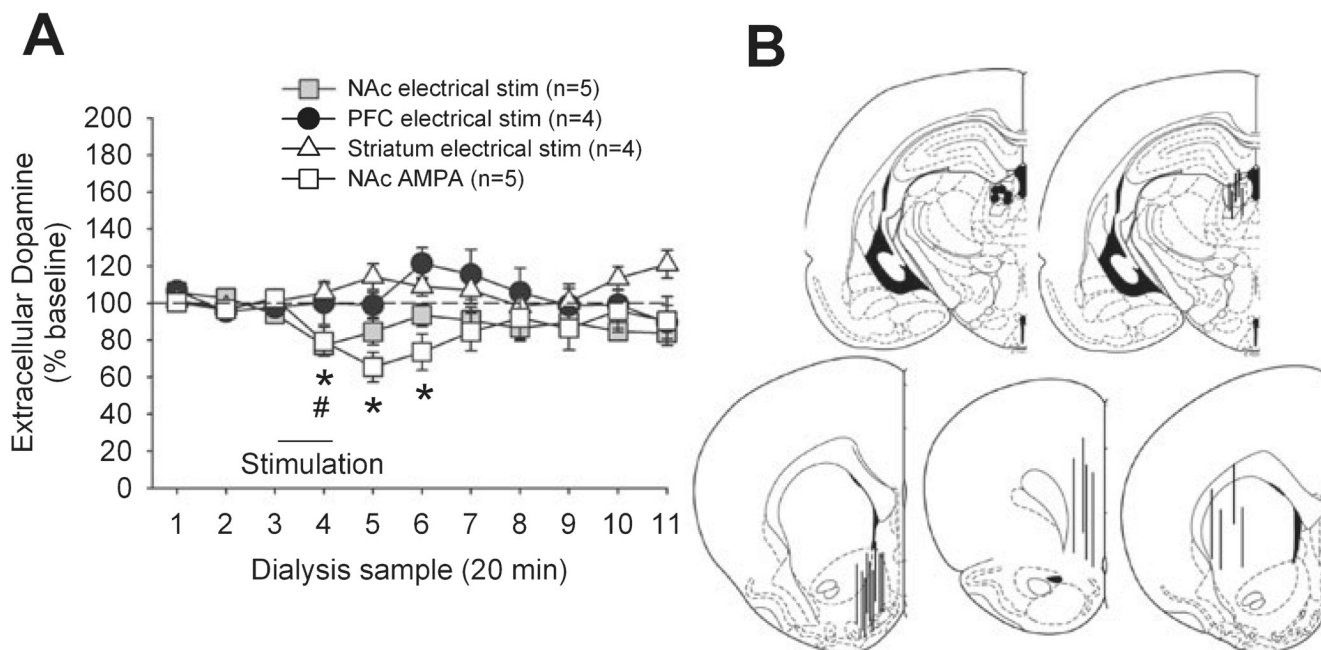 A
B
NAc electrical stim (n=5)
PFC electrical stim (n=4)
Striatum electrical stim (n=4)
NAc AMPA (n=5)
Extracellular Dopamine
(% baseline)
200
180
160
140
120
100
80
60
40
20
0
*
#
*
*
Stimulation
1 2 3 4 5 6 7 8 9 10 11
Dialysis sample (20 min)